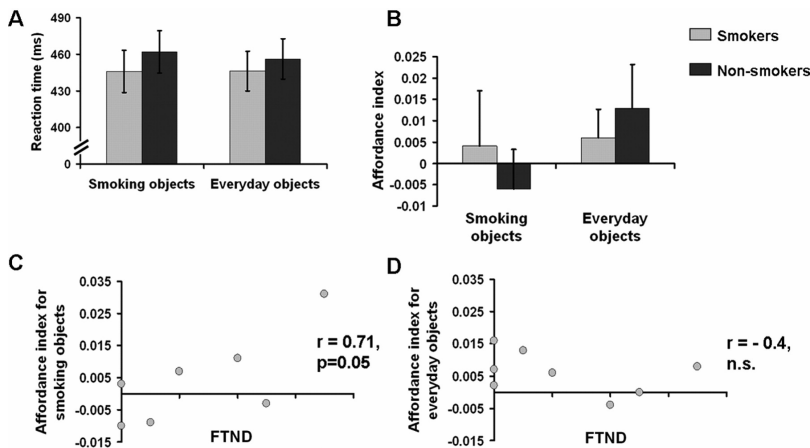 A
Reaction time (ms)
490
460
430
400
0
Smoking objects
Everyday objects
B
Affordance index
0.025
0.02
0.015
0.01
0.005
0
-0.005
-0.01
Smoking
objects
Everyday
objects
Smokers
Non-smokers
C
Affordance index for
smoking objects
0.035
0.025
0.015
0.005
-0.005
-0.015
FTND
r = 0.71,
p=0.05
D
Affordance index for
everyday objects
0.035
0.025
0.015
0.005
-0.005
-0.015
FTND
r = - 0.4,
n.s.